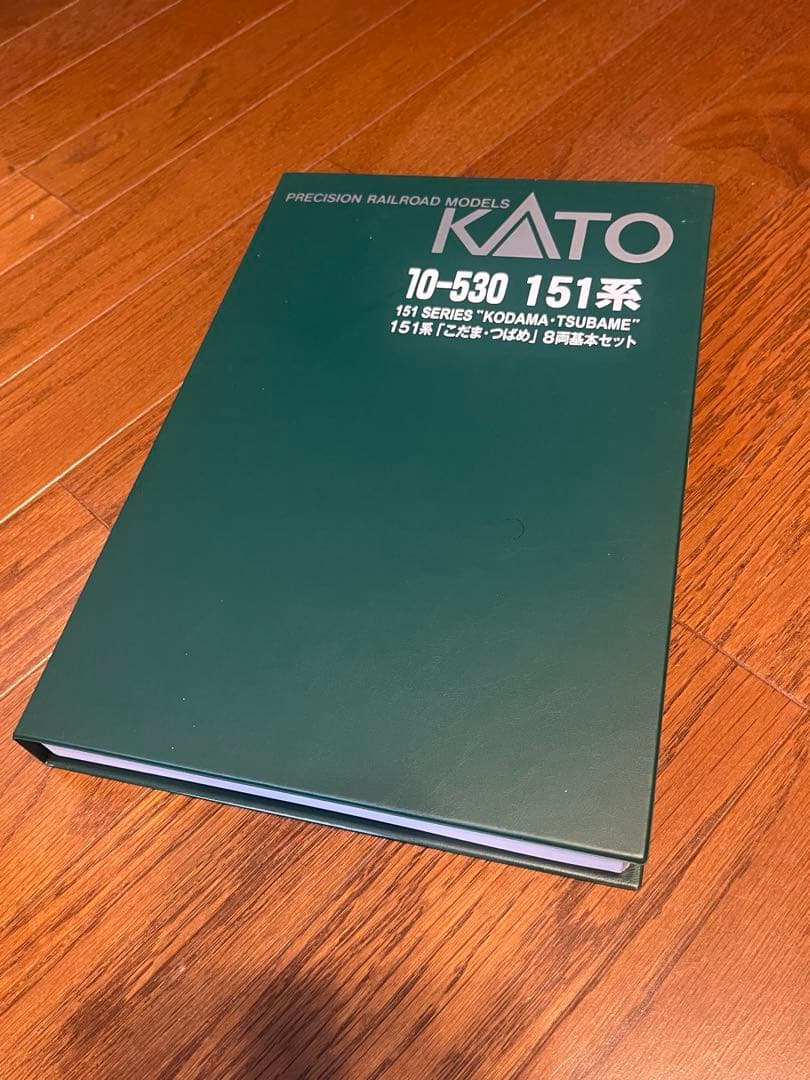 PRECISION RAILROAD MODELS
KATO
10-530 151系
151 SERIES "KODAMA・TSUBAME"
151系「こだま・つばめ」8両基本セット